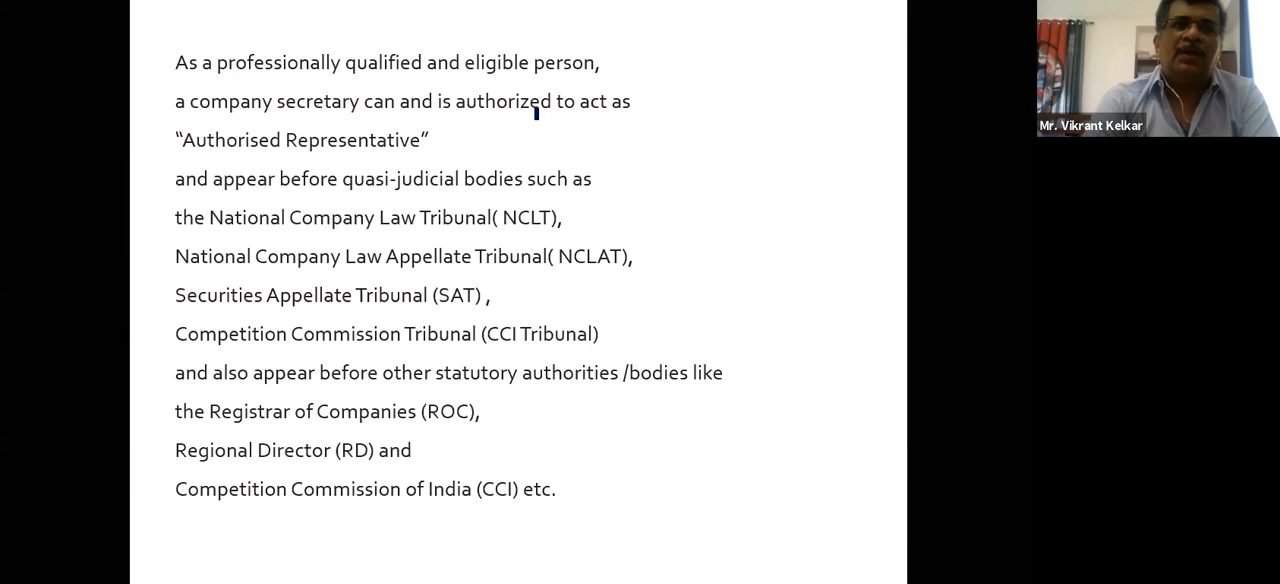 As a professionally qualified and eligible person,
a company secretary can and is authorized to act as
“Authorised Representative”
and appear before quasi-judicial bodies such as
the National Company Law Tribunal( NCLT),
National Company Law Appellate Tribunal( NCLAT),
Securities Appellate Tribunal (SAT) ,
Competition Commission Tribunal (CCI Tribunal)
and also appear before other statutory authorities /bodies like
the Registrar of Companies (ROC),
Regional Director (RD) and
Competition Commission of India (CCI) etc.
Mr. Vikrant Kelkar